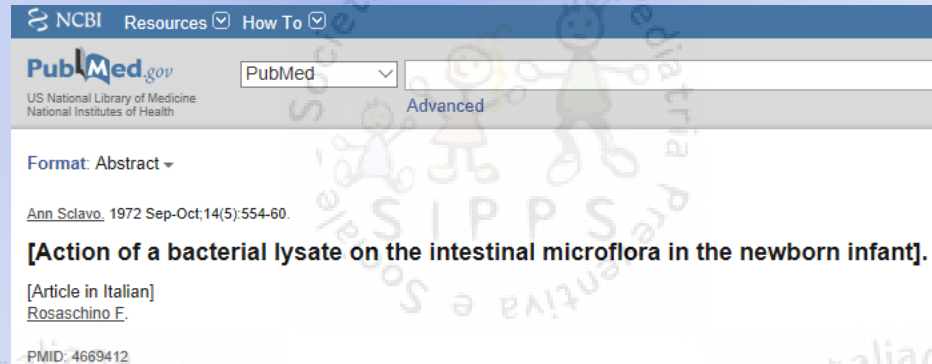 NCBI Resources How To
PubMed.gov
US National Library of Medicine
National Institutes of Health
PubMed
Advanced
Format: Abstract
Ann Sclavo. 1972 Sep-Oct;14(5):554-60.
[Action of a bacterial lysate on the intestinal microflora in the newborn infant].
[Article in Italian]
Rosaschino F.
PMID: 4669412
SIPPS